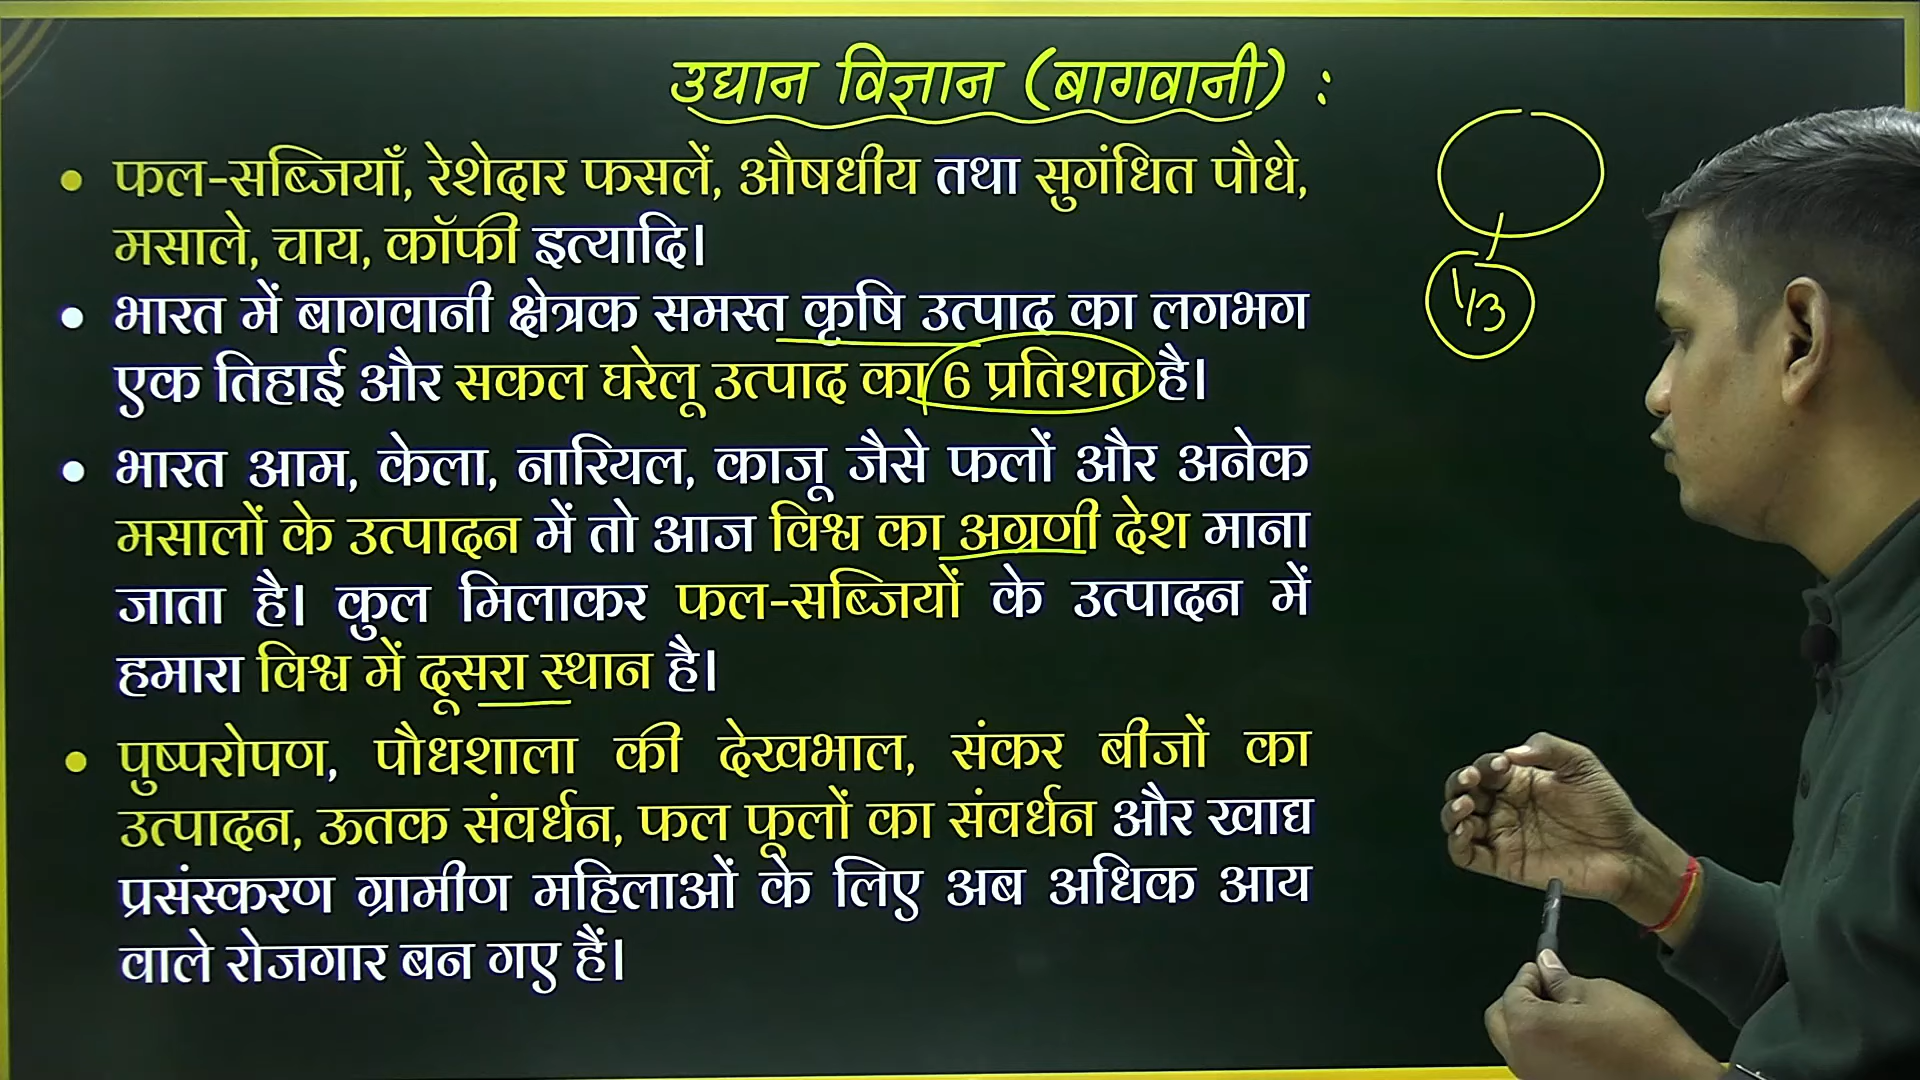 उद्यान विज्ञान (बागवानी) :
• फल-सब्जियाँ, रेशेदार फसलें, औषधीय तथा सुगंधित पौधे,
मसाले, चाय, कॉफी इत्यादि।
1/3
• भारत में बागवानी क्षेत्रक समस्त कृषि उत्पाद का लगभग
एक तिहाई और सकल घरेलू उत्पाद का 6 प्रतिशत है।
• भारत आम, केला, नारियल, काजू जैसे फलों और अनेक
मसालों के उत्पादन में तो आज विश्व का अग्रणी देश माना
जाता है। कुल मिलाकर फल-सब्जियों के उत्पादन में
हमारा विश्व में दूसरा स्थान है।
• पुष्परोपण, पौधशाला की देखभाल, संकर बीजों का
उत्पादन, ऊतक संवर्धन, फल फूलों का संवर्धन और खाद्य
प्रसंस्करण ग्रामीण महिलाओं के लिए अब अधिक आय
वाले रोजगार बन गए हैं।